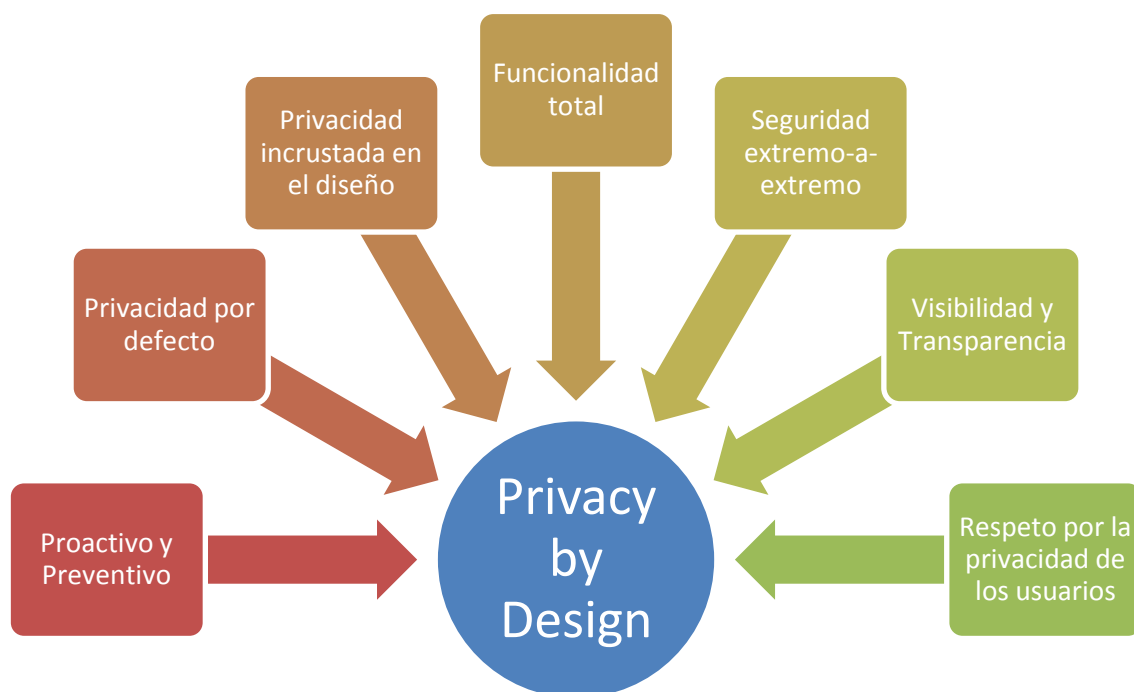 Funcionalidad
total
Privacidad
incrustada en
el diseño
Seguridad
extremo-a-
extremo
Privacidad por
defecto
Visibilidad y
Transparencia
Proactivo y
Preventivo
Privacy
by
Design
Respeto por la
privacidad de
los usuarios